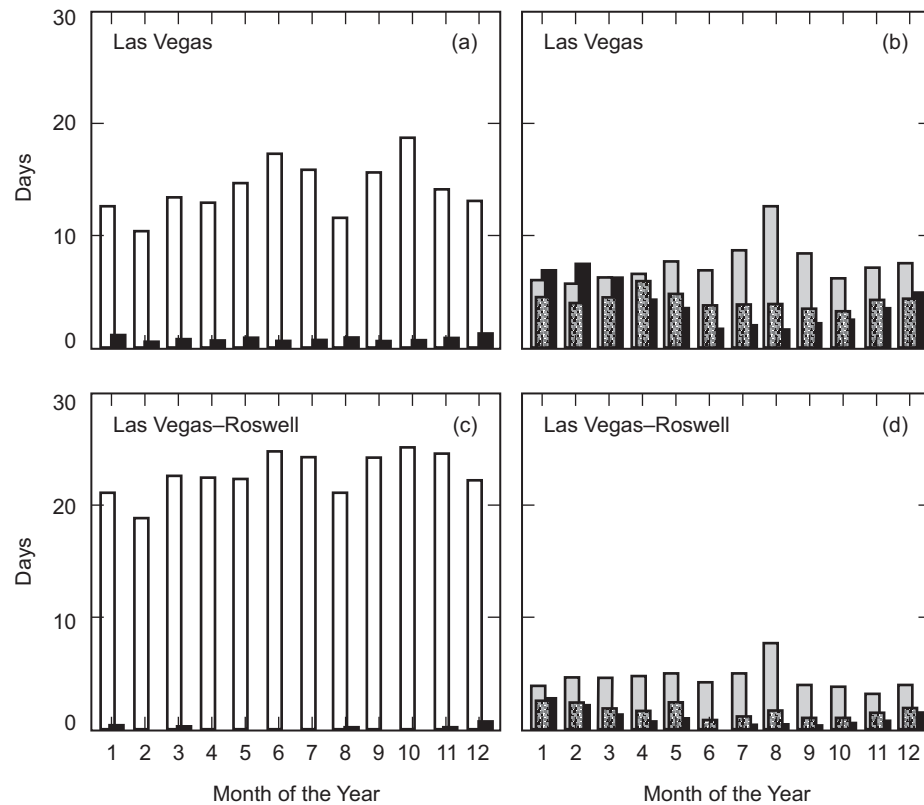 30
Las Vegas (a)
Las Vegas (b)
20
Days
10
0
30
Las Vegas–Roswell (c)
Las Vegas–Roswell (d)
20
Days
10
0
1 2 3 4 5 6 7 8 9 10 11 12
1 2 3 4 5 6 7 8 9 10 11 12
Month of the Year
Month of the Year